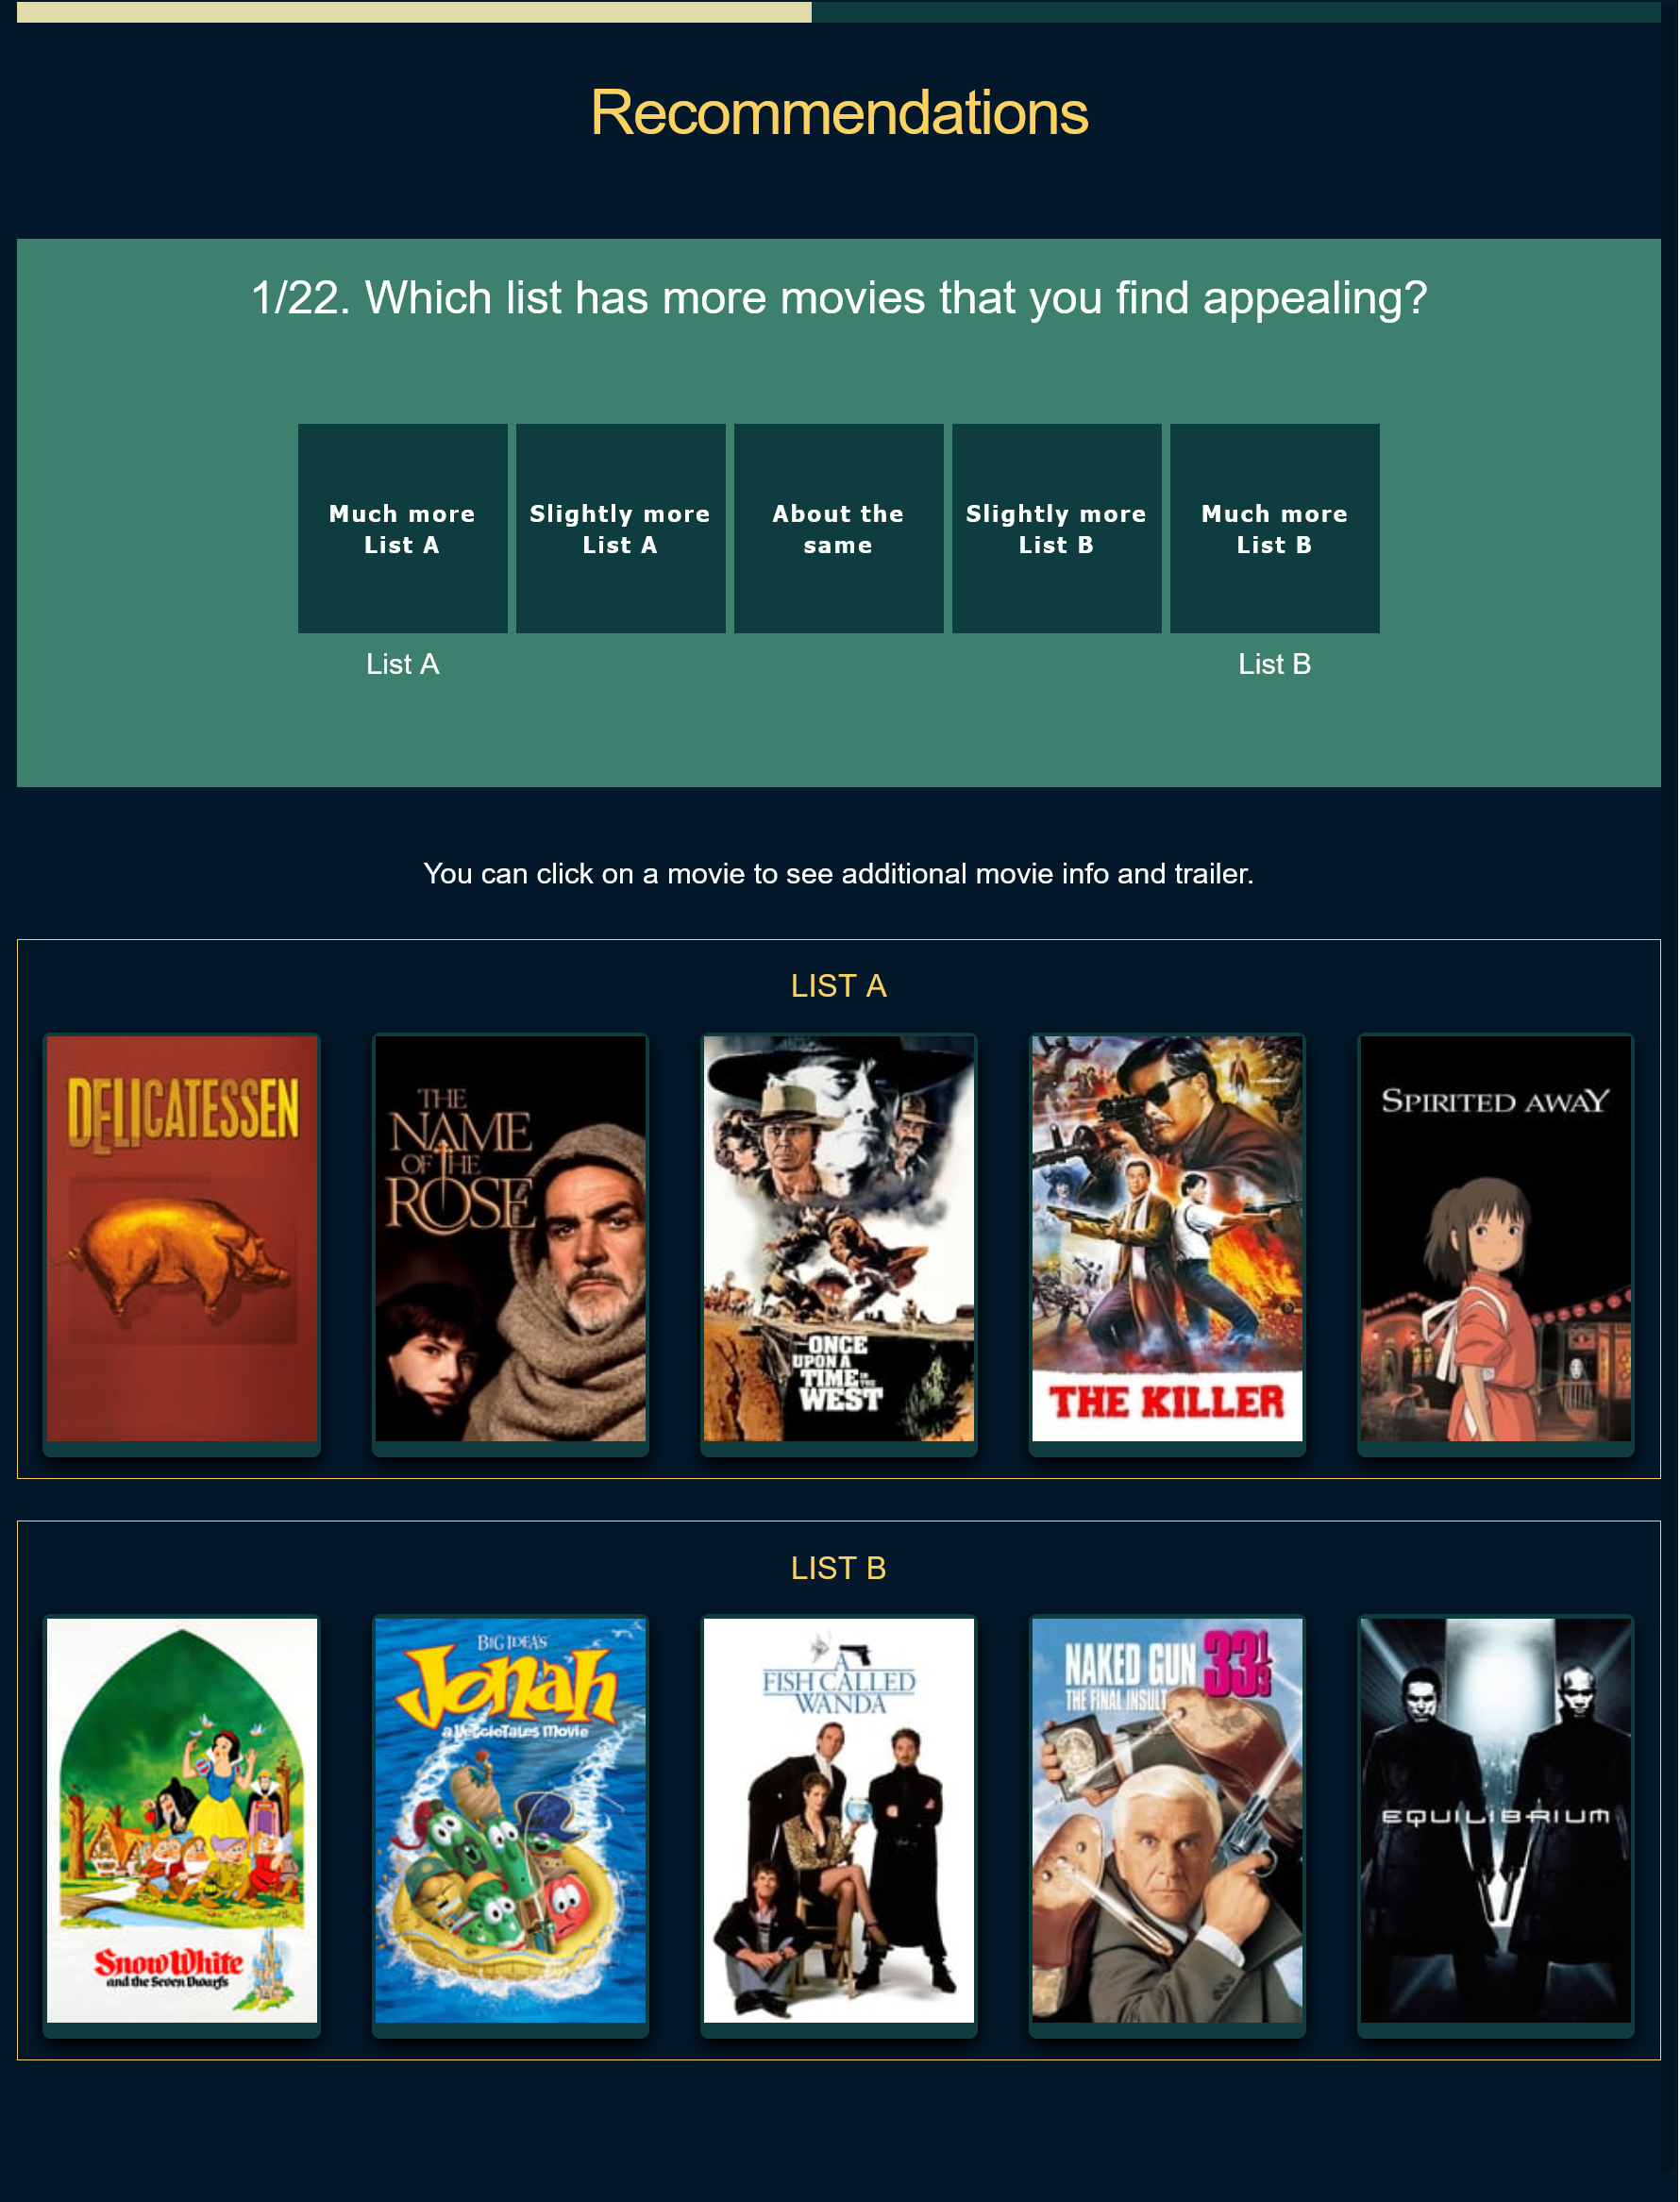 Recommendations
1/22. Which list has more movies that you find appealing?
Much more
List A
Slightly more
List A
About the
same
Slightly more
List B
Much more
List B
List A
List B
You can click on a movie to see additional movie info and trailer.
LIST A
DELICATESSEN
THE
NAME
OF THE
ROSE
ONCE
UPON A
TIME IN THE
WEST
THE KILLER
SPIRITED AWAY
LIST B
Snow White
and the Seven Dwarfs
BIG IDEA'S
Jonah
a VeggieTales Movie
A
FISH CALLED
WANDA
NAKED GUN 33 1/3
THE FINAL INSULT
EQUILIBRIUM